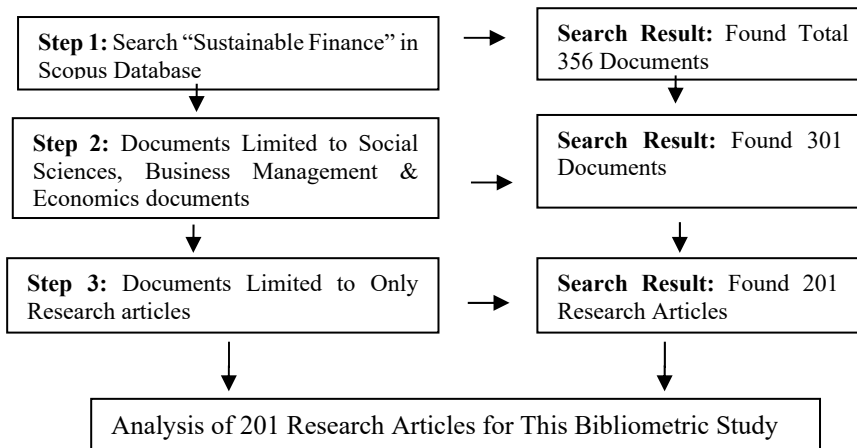 Step 1: Search “Sustainable Finance” in
Scopus Database
Search Result: Found Total
356 Documents
Step 2: Documents Limited to Social
Sciences, Business Management &
Economics documents
Search Result: Found 301
Documents
Step 3: Documents Limited to Only
Research articles
Search Result: Found 201
Research Articles
Analysis of 201 Research Articles for This Bibliometric Study